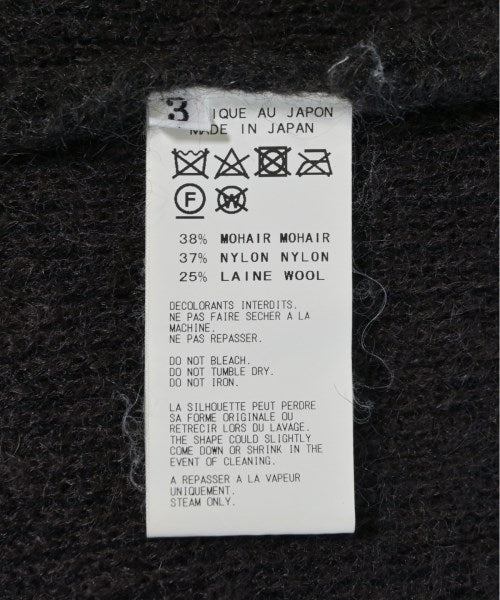 3
IQUE AU JAPON
MADE IN JAPAN
F W
38% MOHAIR MOHAIR
37% NYLON NYLON
25% LAINE WOOL
DECOLORANTS INTERDITS.
NE PAS FAIRE SECHER A LA
MACHINE.
NE PAS REPASSER.
DO NOT BLEACH.
DO NOT TUMBLE DRY.
DO NOT IRON.
LA SILHOUETTE PEUT PERDRE
SA FORME ORIGINALE OU
RETRECIR LORS DU LAVAGE.
THE SHAPE COULD SLIGHTLY
COME DOWN OR SHRINK IN THE
EVENT OF CLEANING.
A REPASSER A LA VAPEUR
UNIQUEMENT.
STEAM ONLY.